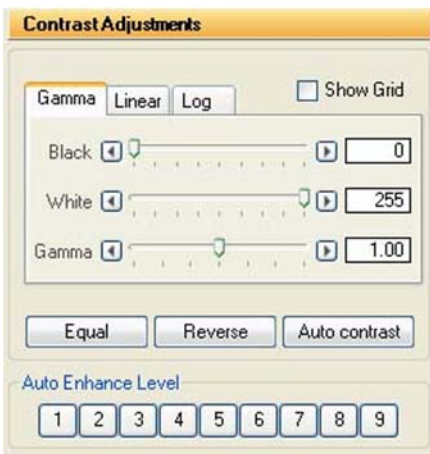 Contrast Adjustments
Gamma Linear Log Show Grid
Black 0
White 255
Gamma 1.00
Equal Reverse Auto contrast
Auto Enhance Level
1 2 3 4 5 6 7 8 9